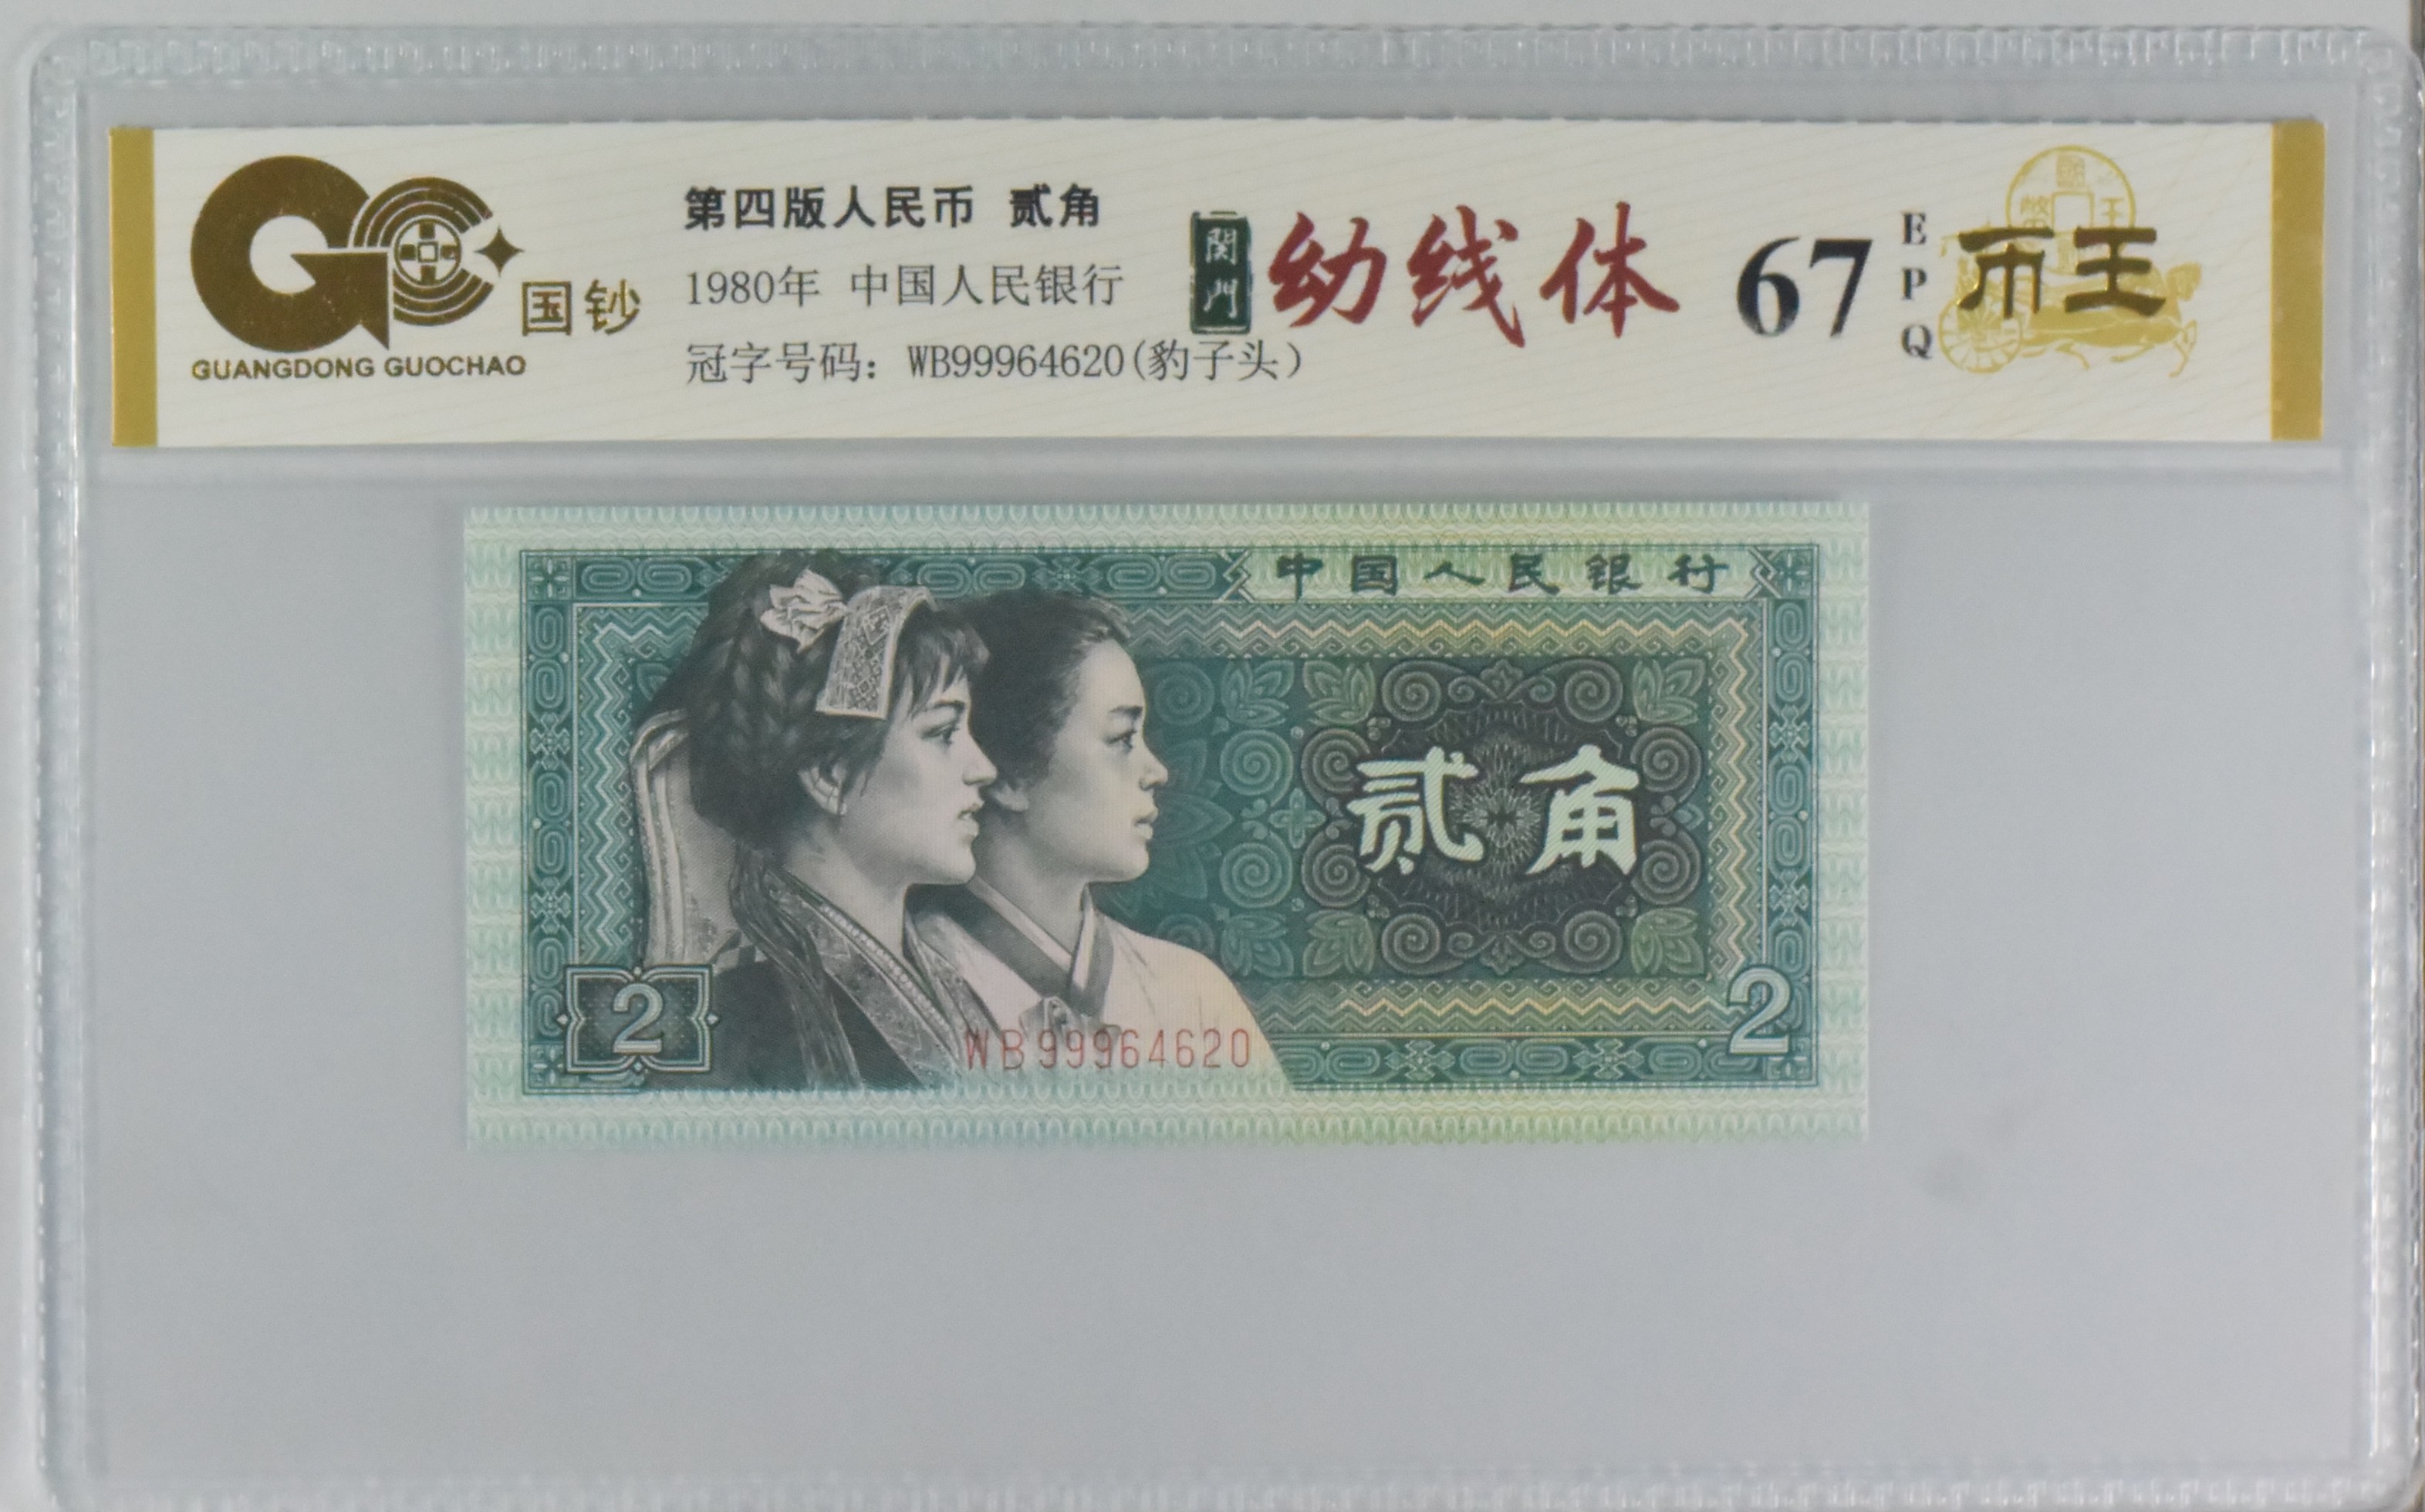 国钞
GUANGDONG GUOCHAO
第四版人民币 贰角
1980年 中国人民银行
冠字号码：WB99964620(豹子头）
関門
幼线体
67
EPQ
币王
中国人民银行
贰角
2
2
WB99964620